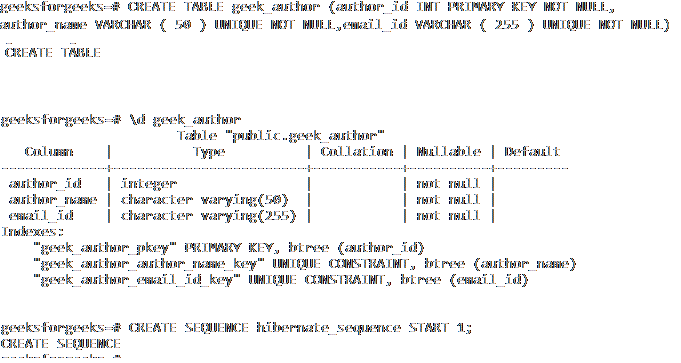 geeksforgeeks=# CREATE TABLE geek_author (author_id INT PRIMARY KEY NOT NULL,
author_name VARCHAR ( 50 ) UNIQUE NOT NULL,email_id VARCHAR ( 255 ) UNIQUE NOT NULL)
CREATE TABLE
geeksforgeeks=# \d geek_author
Table "public.geek_author"
Column | Type | Collation | Nullable | Default
author_id | integer | | not null |
author_name | character varying(50) | | not null |
email_id | character varying(255) | | not null |
Indexes:
"geek_author_pkey" PRIMARY KEY, btree (author_id)
"geek_author_author_name_key" UNIQUE CONSTRAINT, btree (author_name)
"geek_author_email_id_key" UNIQUE CONSTRAINT, btree (email_id)
geeksforgeeks=# CREATE SEQUENCE hibernate_sequence START 1;
CREATE SEQUENCE